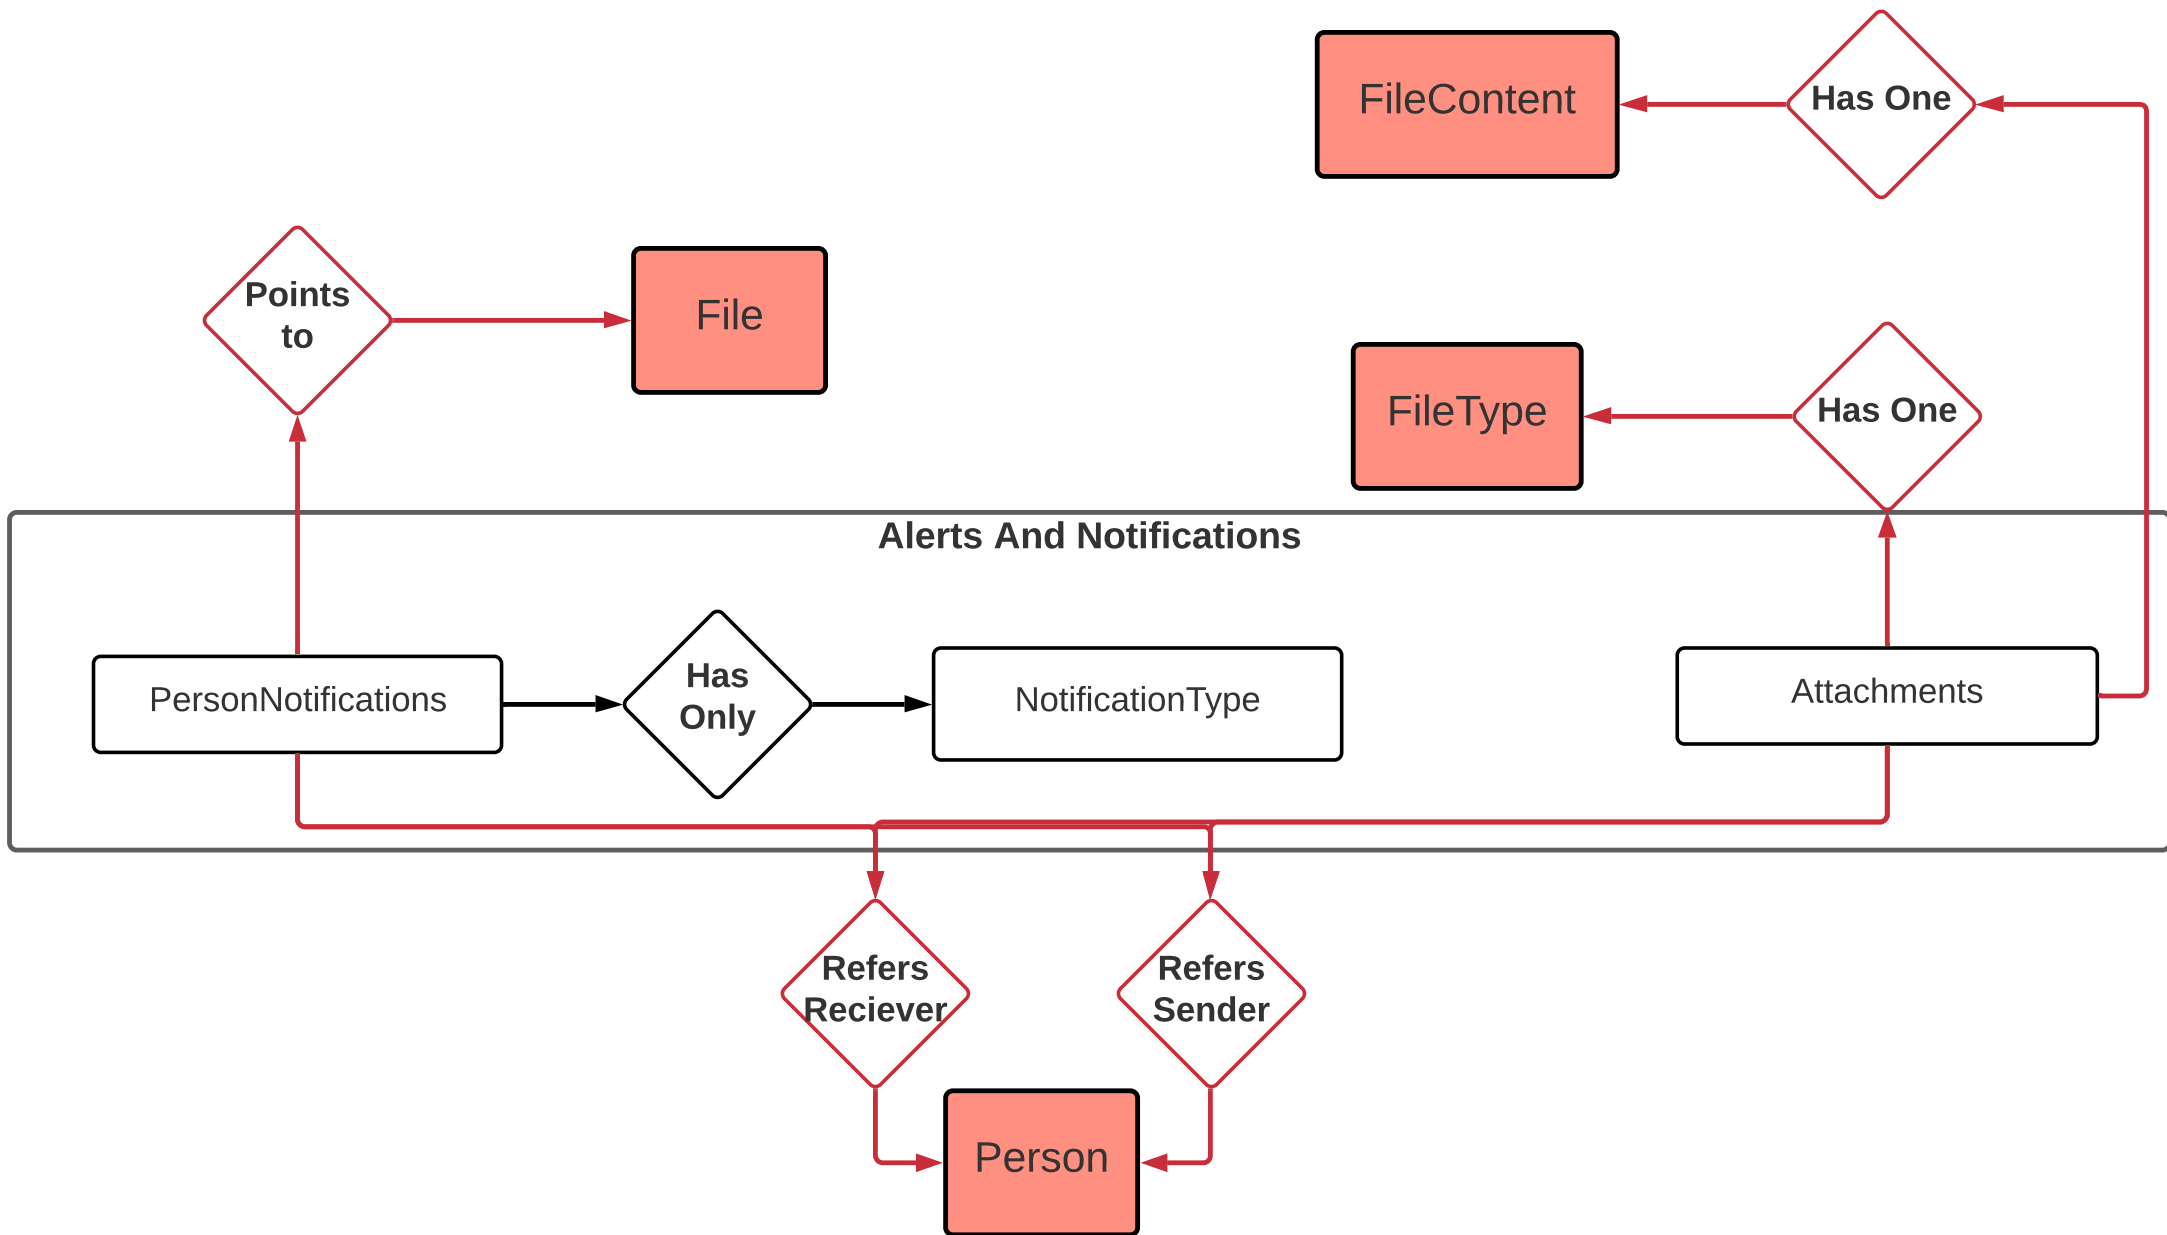 FileContent
Has One
Points
to
File
FileType
Has One
Alerts And Notifications
PersonNotifications
Has
Only
NotificationType
Attachments
Refers
Reciever
Refers
Sender
Person